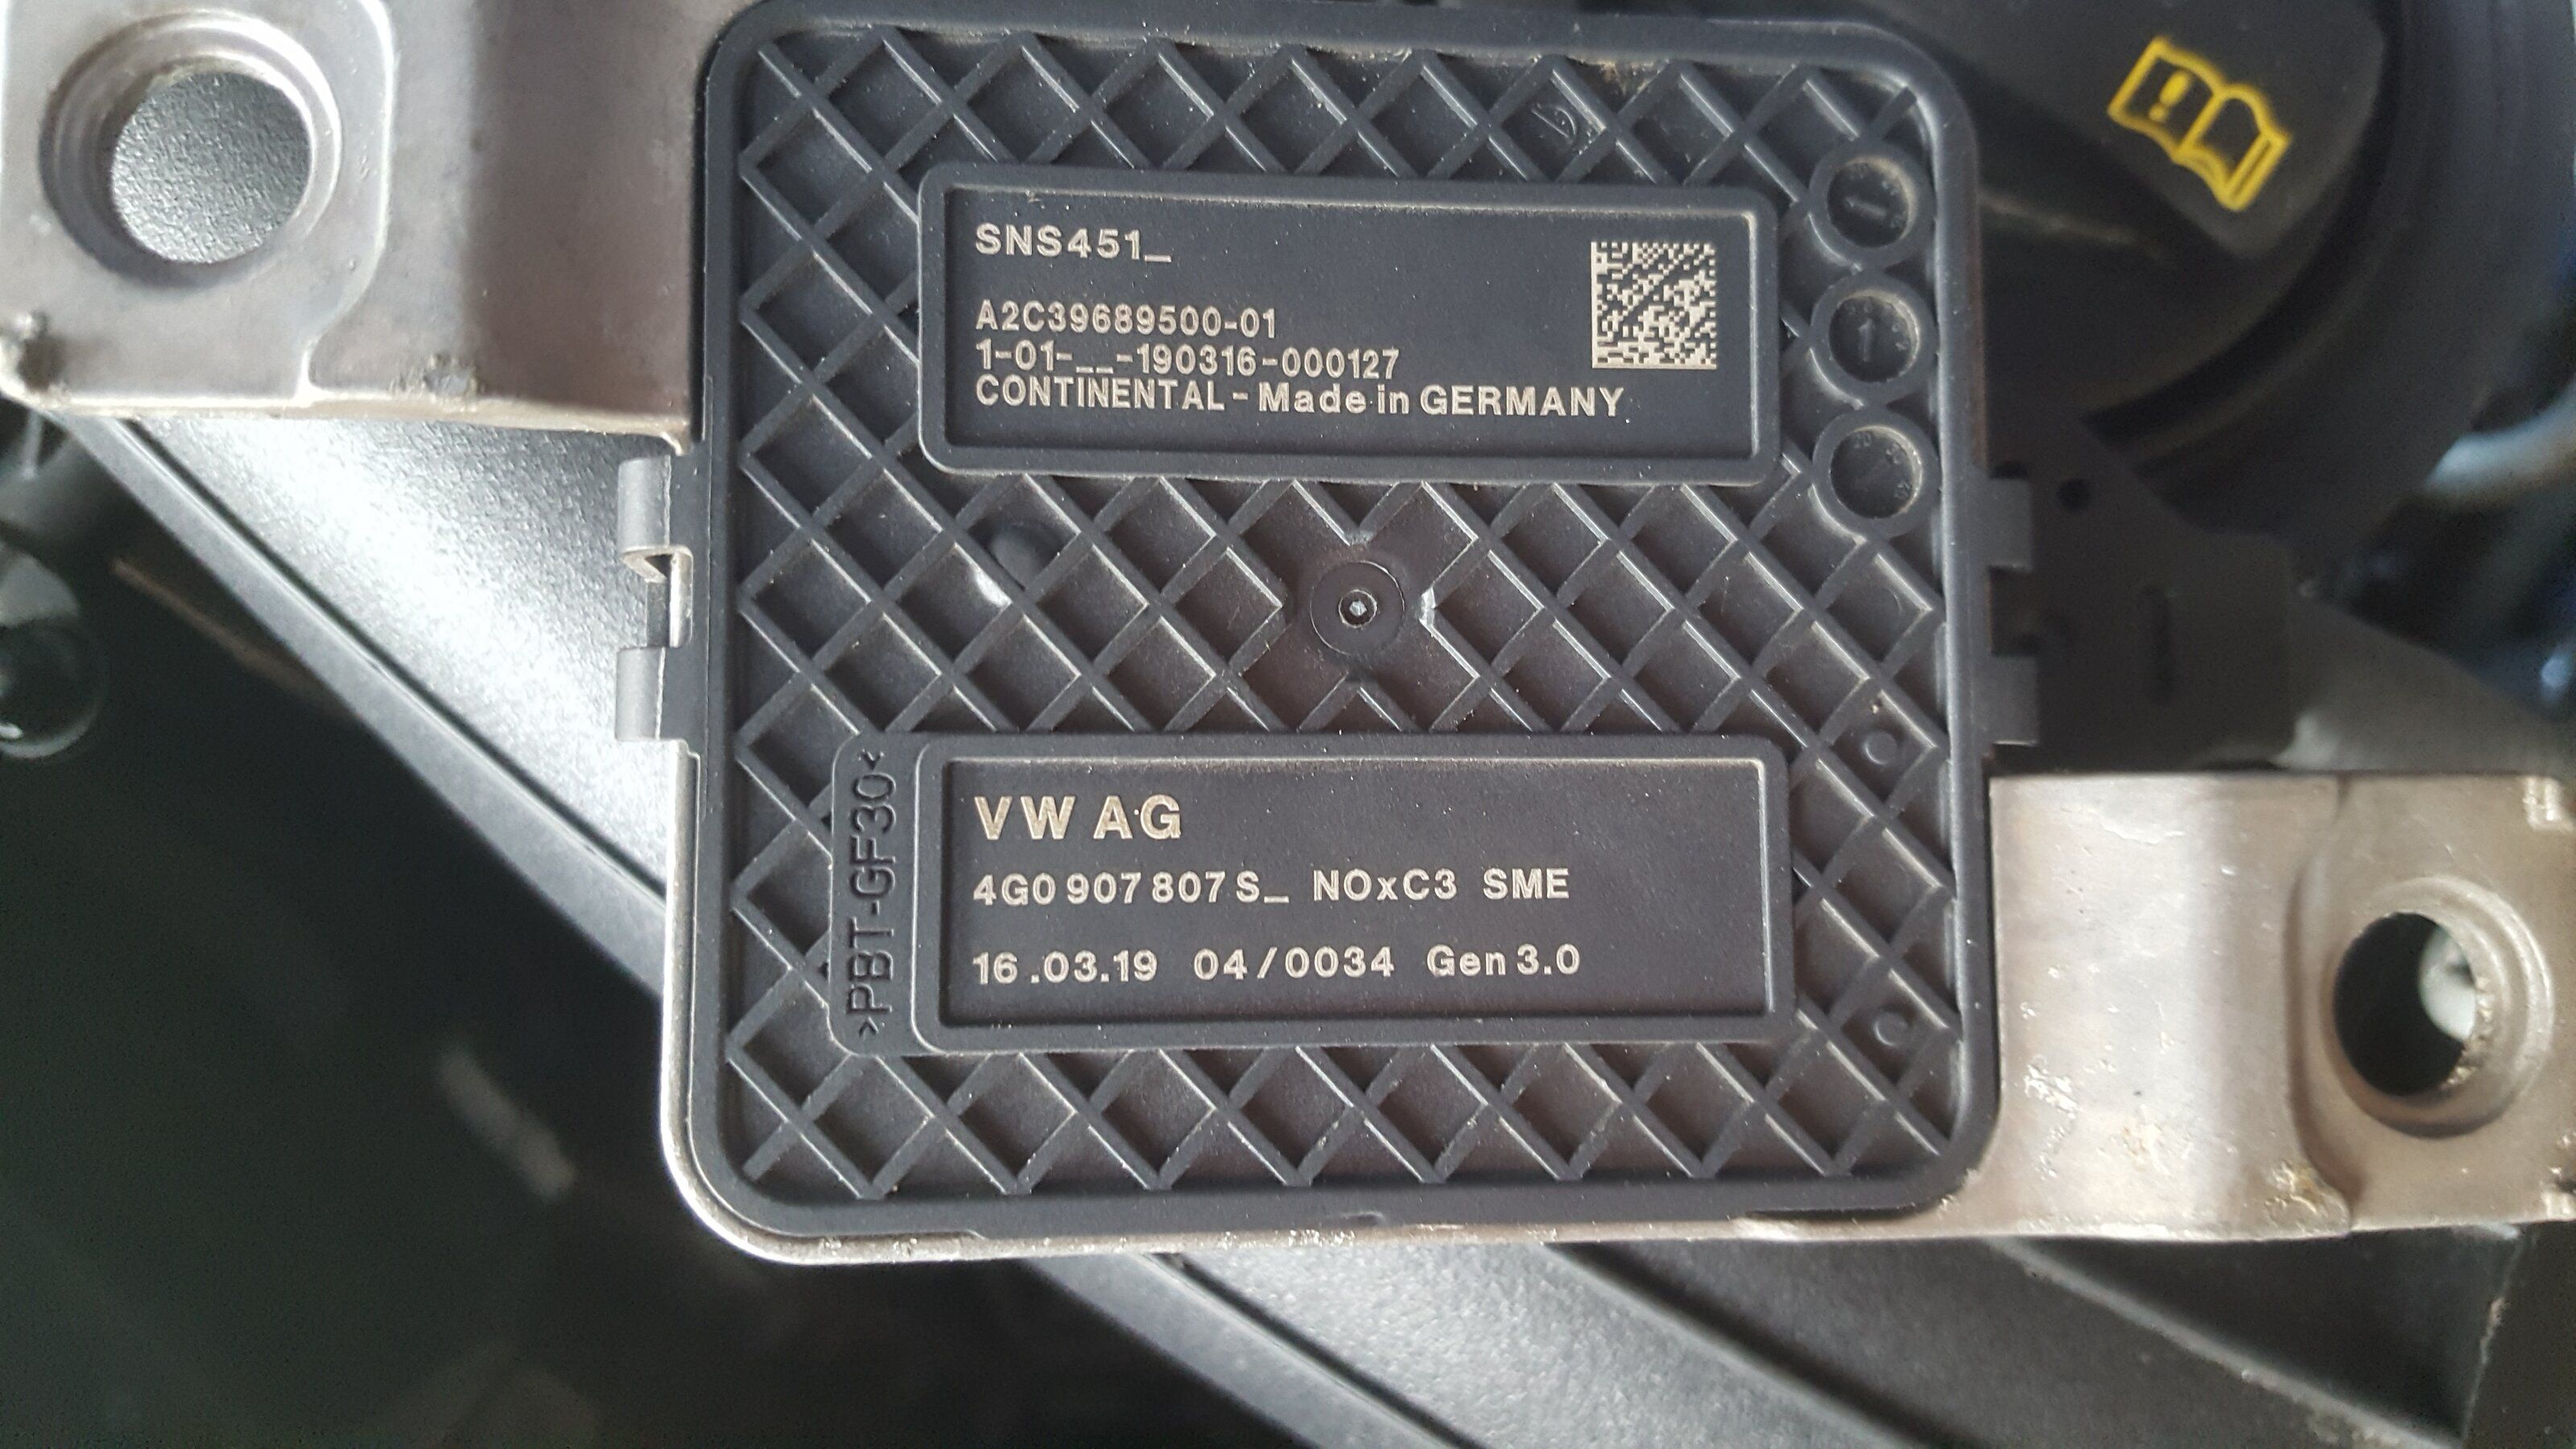 SNS451_
A2C39689500-01
1-01-__-190316-000127
CONTINENTAL - Made in GERMANY
>PBT-GF30<
VW AG
4G0 907 807 S_ NOxC3 SME
16.03.19 04/0034 Gen 3.0